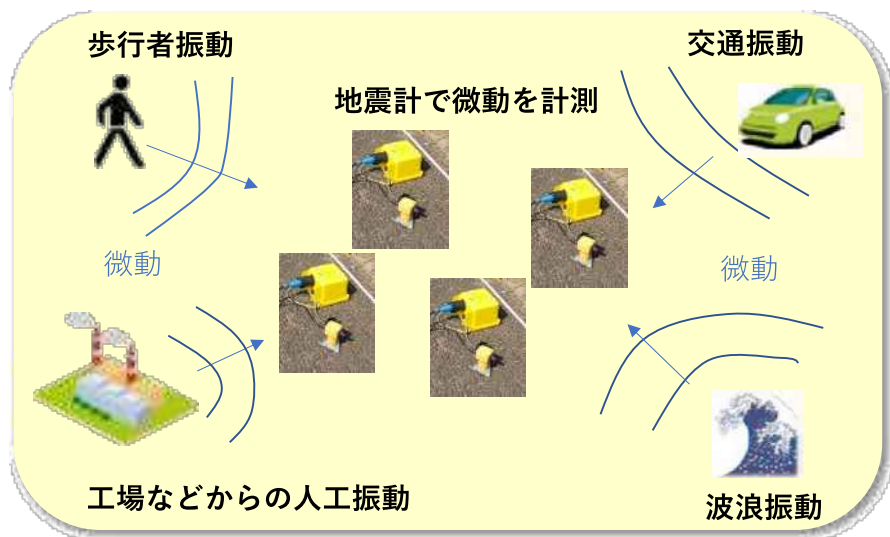 歩行者振動
交通振動
地震計で微動を計測
微動
微動
工場などからの人工振動
波浪振動